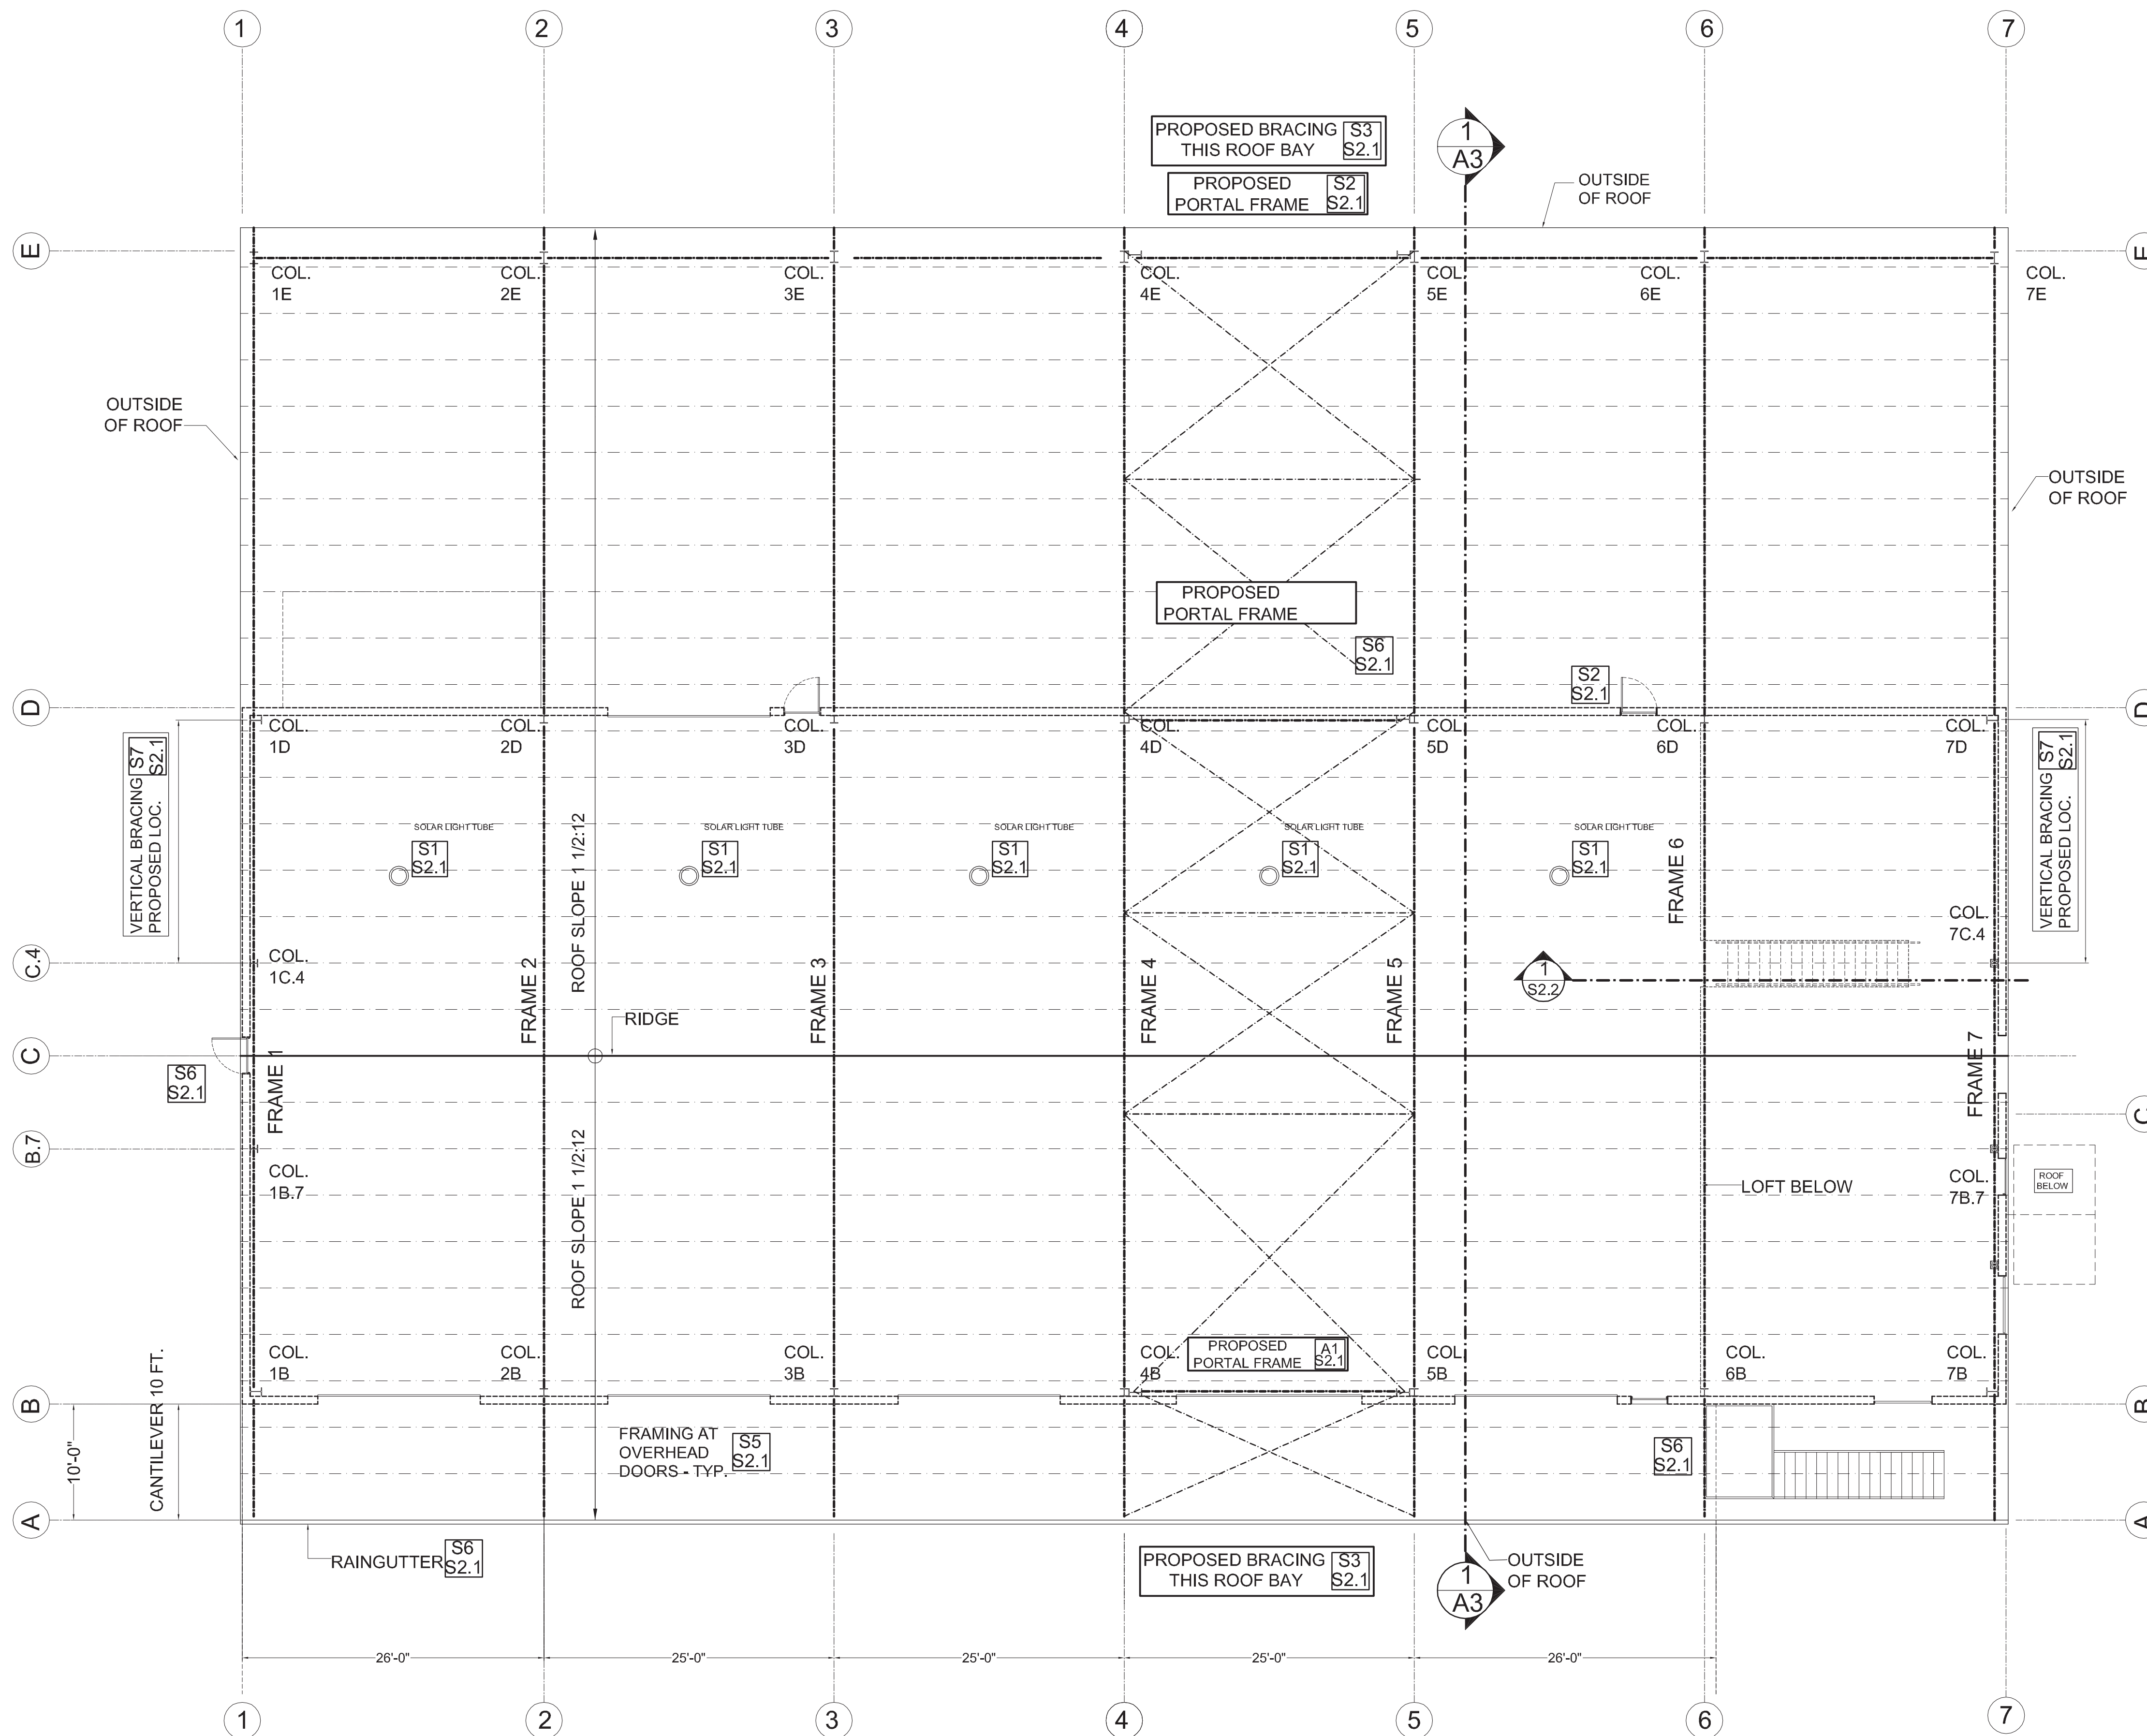 1
2
3
4
5
6
7
PROPOSED BRACING
THIS ROOF BAY
S3
S2.1
1
A3
PROPOSED
PORTAL FRAME
S2
S2.1
OUTSIDE
OF ROOF
E
E
COL.
1E
COL.
2E
COL.
3E
COL.
4E
COL.
5E
COL.
6E
COL.
7E
OUTSIDE
OF ROOF
OUTSIDE
OF ROOF
PROPOSED
PORTAL FRAME
S6
S2.1
S2
S2.1
D
D
COL.
1D
COL.
2D
COL.
3D
COL.
4D
COL
5D
COL.
6D
COL.
7D
VERTICAL BRACING
PROPOSED LOC.
S7
S2.1
VERTICAL BRACING
PROPOSED LOC.
S7
S2.1
SOLAR LIGHT TUBE
S1
S2.1
SOLAR LIGHT TUBE
S1
S2.1
SOLAR LIGHT TUBE
S1
S2.1
SOLAR LIGHT TUBE
S1
S2.1
SOLAR LIGHT TUBE
S1
S2.1
ROOF SLOPE 1 1/2:12
FRAME 6
C.4
COL.
1C.4
COL.
7C.4
FRAME 2
FRAME 3
FRAME 4
FRAME 5
1
S2.2
RIDGE
C
S6
S2.1
FRAME 1
FRAME 7
C.
B.7
COL.
1B.7
ROOF SLOPE 1 1/2:12
LOFT BELOW
COL.
7B.7
ROOF
BELOW
PROPOSED
PORTAL FRAME
A1
S2.1
COL.
1B
COL.
2B
COL.
3B
COL.
4B
COL
5B
COL.
6B
COL.
7B
B
B
10'-0"
CANTILEVER 10 FT.
FRAMING AT
OVERHEAD
DOORS - TYP.
S5
S2.1
S6
S2.1
A
A
RAINGUTTER
S6
S2.1
PROPOSED BRACING
THIS ROOF BAY
S3
S2.1
1
A3
OUTSIDE
OF ROOF
26'-0"
25'-0"
25'-0"
25'-0"
26'-0"
1
2
3
4
5
6
7